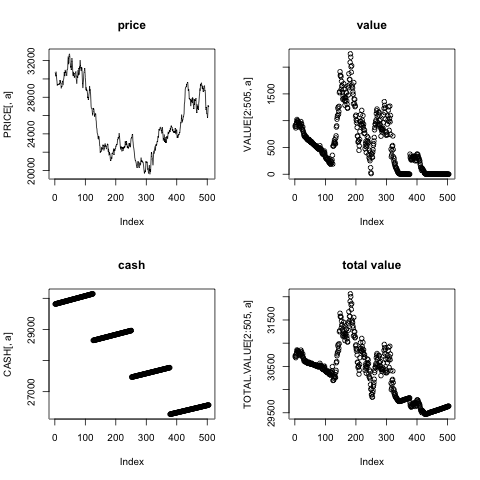 price
PRICE[, a]
20000 24000 28000 32000
0 100 200 300 400 500
Index
value
VALUE[2:505, a]
0 500 1500
0 100 200 300 400 500
Index
cash
CASH[, a]
27000 29000
0 100 200 300 400 500
Index
total value
TOTAL.VALUE[2:505, a]
29500 30500 31500
0 100 200 300 400 500
Index